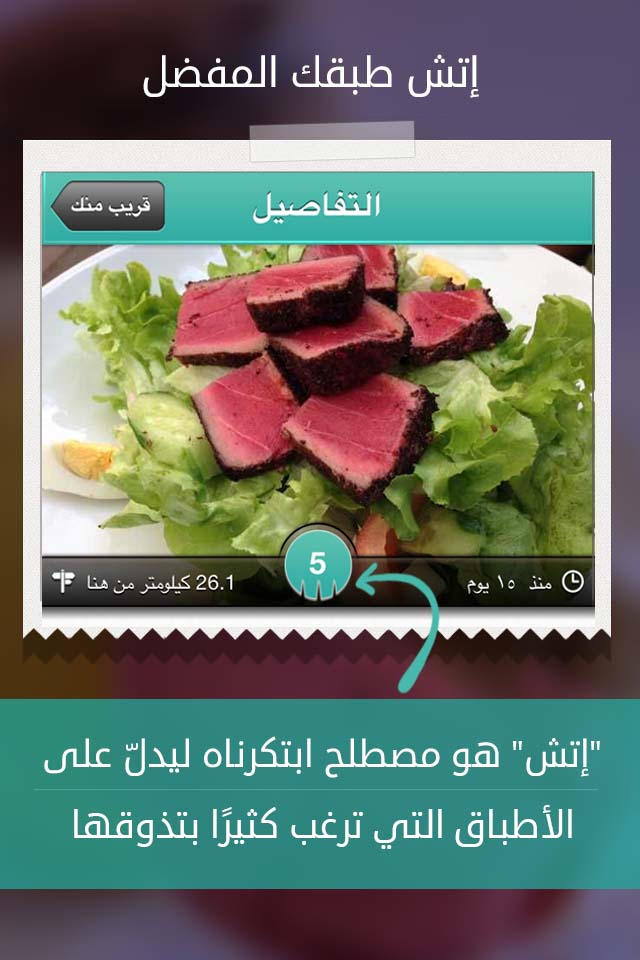 إتش طبقك المفضل
التفاصيل
قريب منك
5
منذ ١٥ يوم
26.1 كيلومتر من هنا
"إتش" هو مصطلح ابتكرناه ليدلّ على
الأطباق التي ترغب كثيرًا بتذوقها